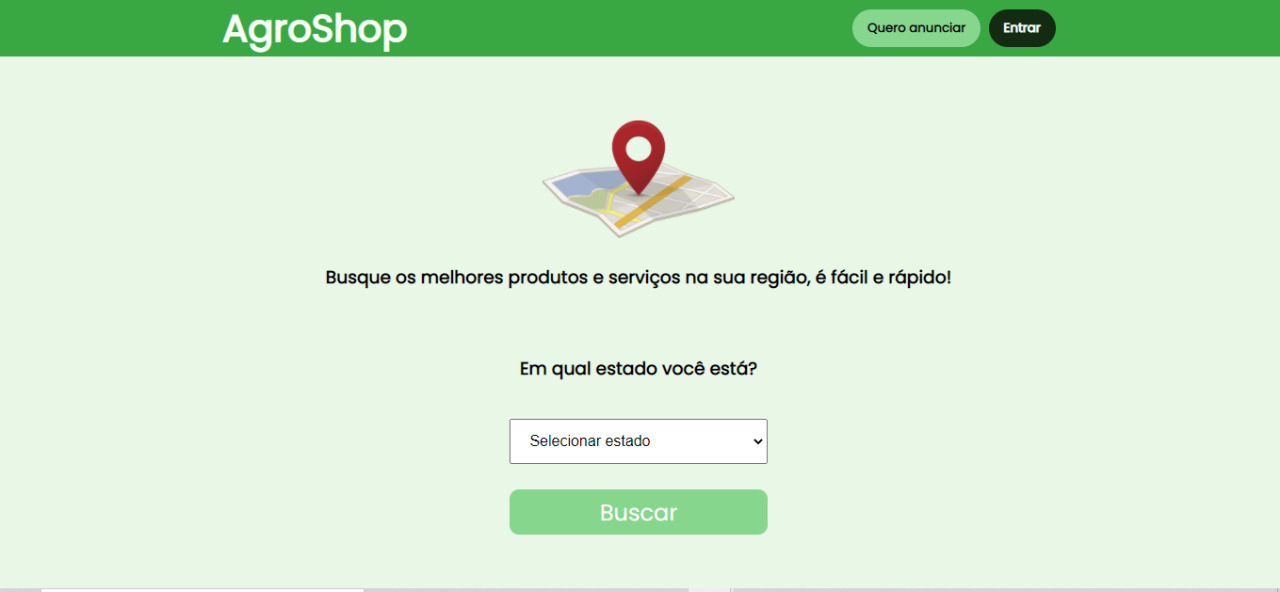 AgroShop
Quero anunciar
Entrar
Busque os melhores produtos e serviços na sua região, é fácil e rápido!
Em qual estado você está?
Selecionar estado
Buscar